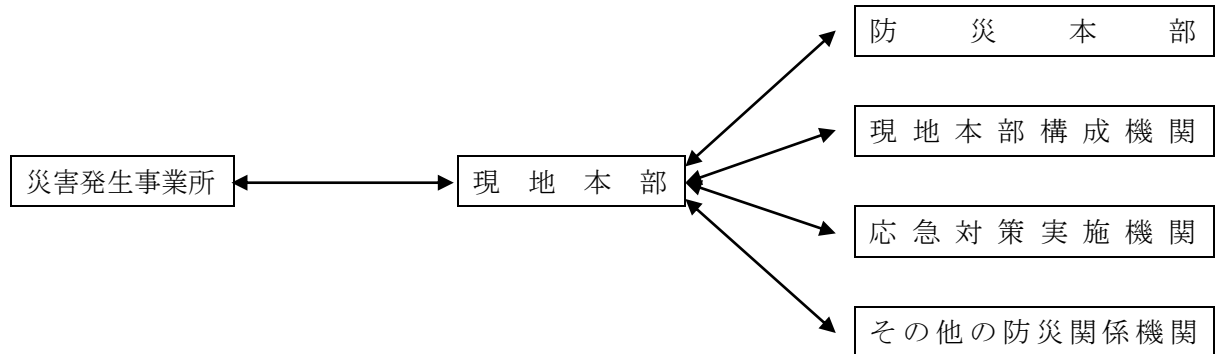 防災本部
現地本部構成機関
災害発生事業所
現地本部
応急対策実施機関
その他の防災関係機関